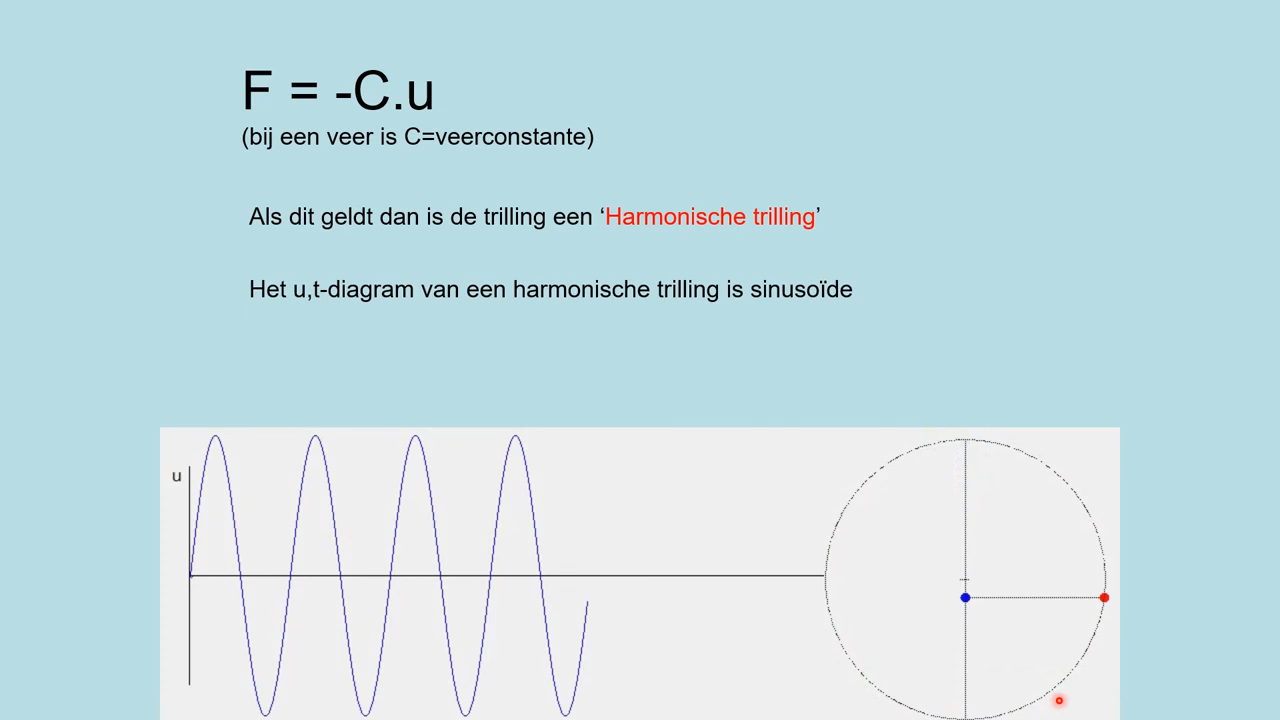 F = -C.u
(bij een veer is C=veerconstante)
Als dit geldt dan is de trilling een ‘Harmonische trilling’
Het u,t-diagram van een harmonische trilling is sinusoïde
u